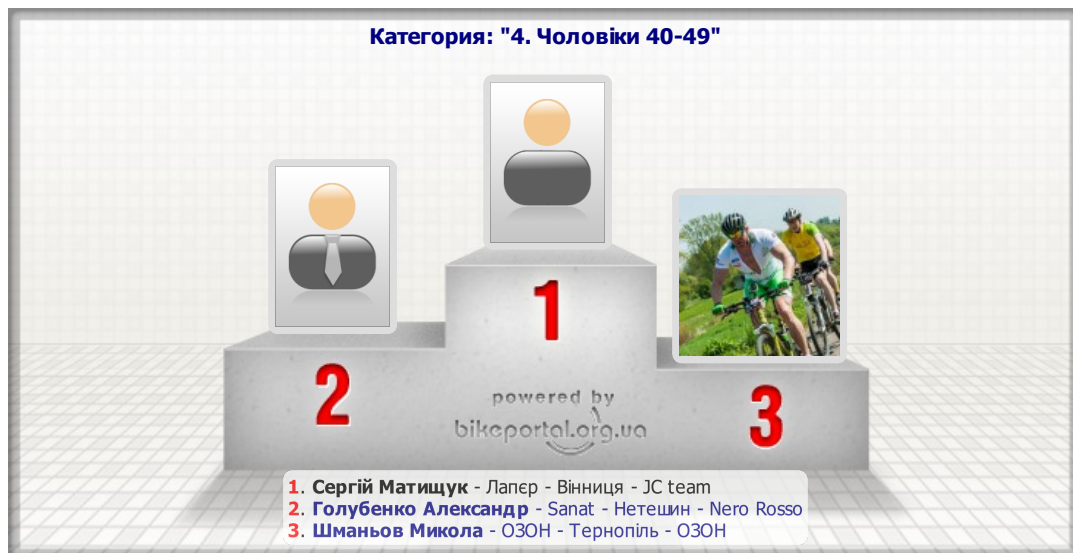 Категория: "4. Чоловіки 40-49"
1
2
3
powered by
bikeportal.org.ua
1. Сергій Матищук - Лапєр - Вінниця - JC team
2. Голубенко Александр - Sanat - Нетешин - Nero Rosso
3. Шманьов Микола - ОЗОН - Тернопіль - ОЗОН